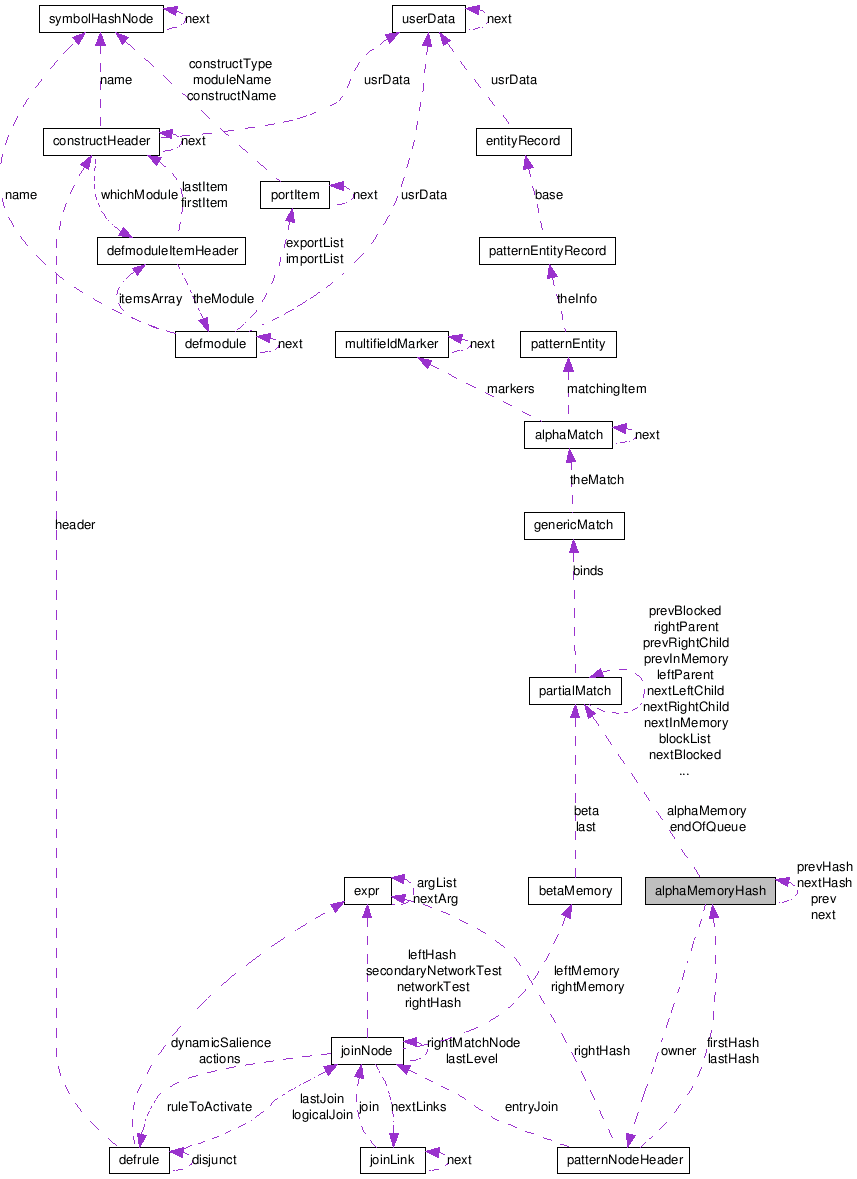 symbolHashNode
next
userData
next
constructType
moduleName
constructName
name
usrData
usrData
constructHeader
next
entityRecord
name
whichModule
lastItem
firstItem
portItem
next
usrData
base
defmoduleItemHeader
exportList
importList
patternEntityRecord
itemsArray
theModule
theInfo
defmodule
next
multifieldMarker
next
patternEntity
markers
matchingItem
alphaMatch
next
theMatch
header
genericMatch
binds
prevBlocked
rightParent
prevRightChild
prevInMemory
leftParent
nextLeftChild
nextRightChild
nextInMemory
blockList
nextBlocked
...
partialMatch
beta
last
alphaMemory
endOfQueue
expr
argList
nextArg
betaMemory
alphaMemoryHash
prevHash
nextHash
prev
next
leftHash
secondaryNetworkTest
networkTest
rightHash
leftMemory
rightMemory
dynamicSalience
actions
joinNode
rightMatchNode
lastLevel
rightHash
owner
firstHash
lastHash
ruleToActivate
lastJoin
logicalJoin
join
nextLinks
entryJoin
defrule
disjunct
joinLink
next
patternNodeHeader